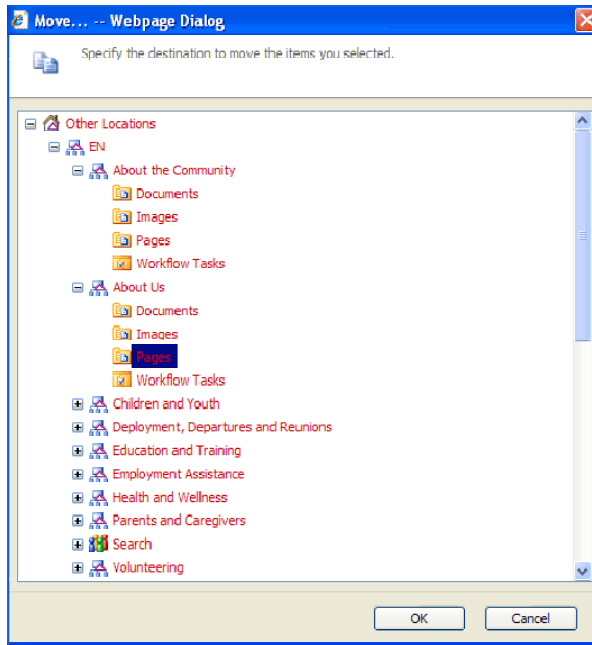 Move... -- Webpage Dialog
Specify the destination to move the items you selected.
Other Locations
EN
About the Community
Documents
Images
Pages
Workflow Tasks
About Us
Documents
Images
Pages
Workflow Tasks
Children and Youth
Deployment, Departures and Reunions
Education and Training
Employment Assistance
Health and Wellness
Parents and Caregivers
Search
Volunteering
OK Cancel